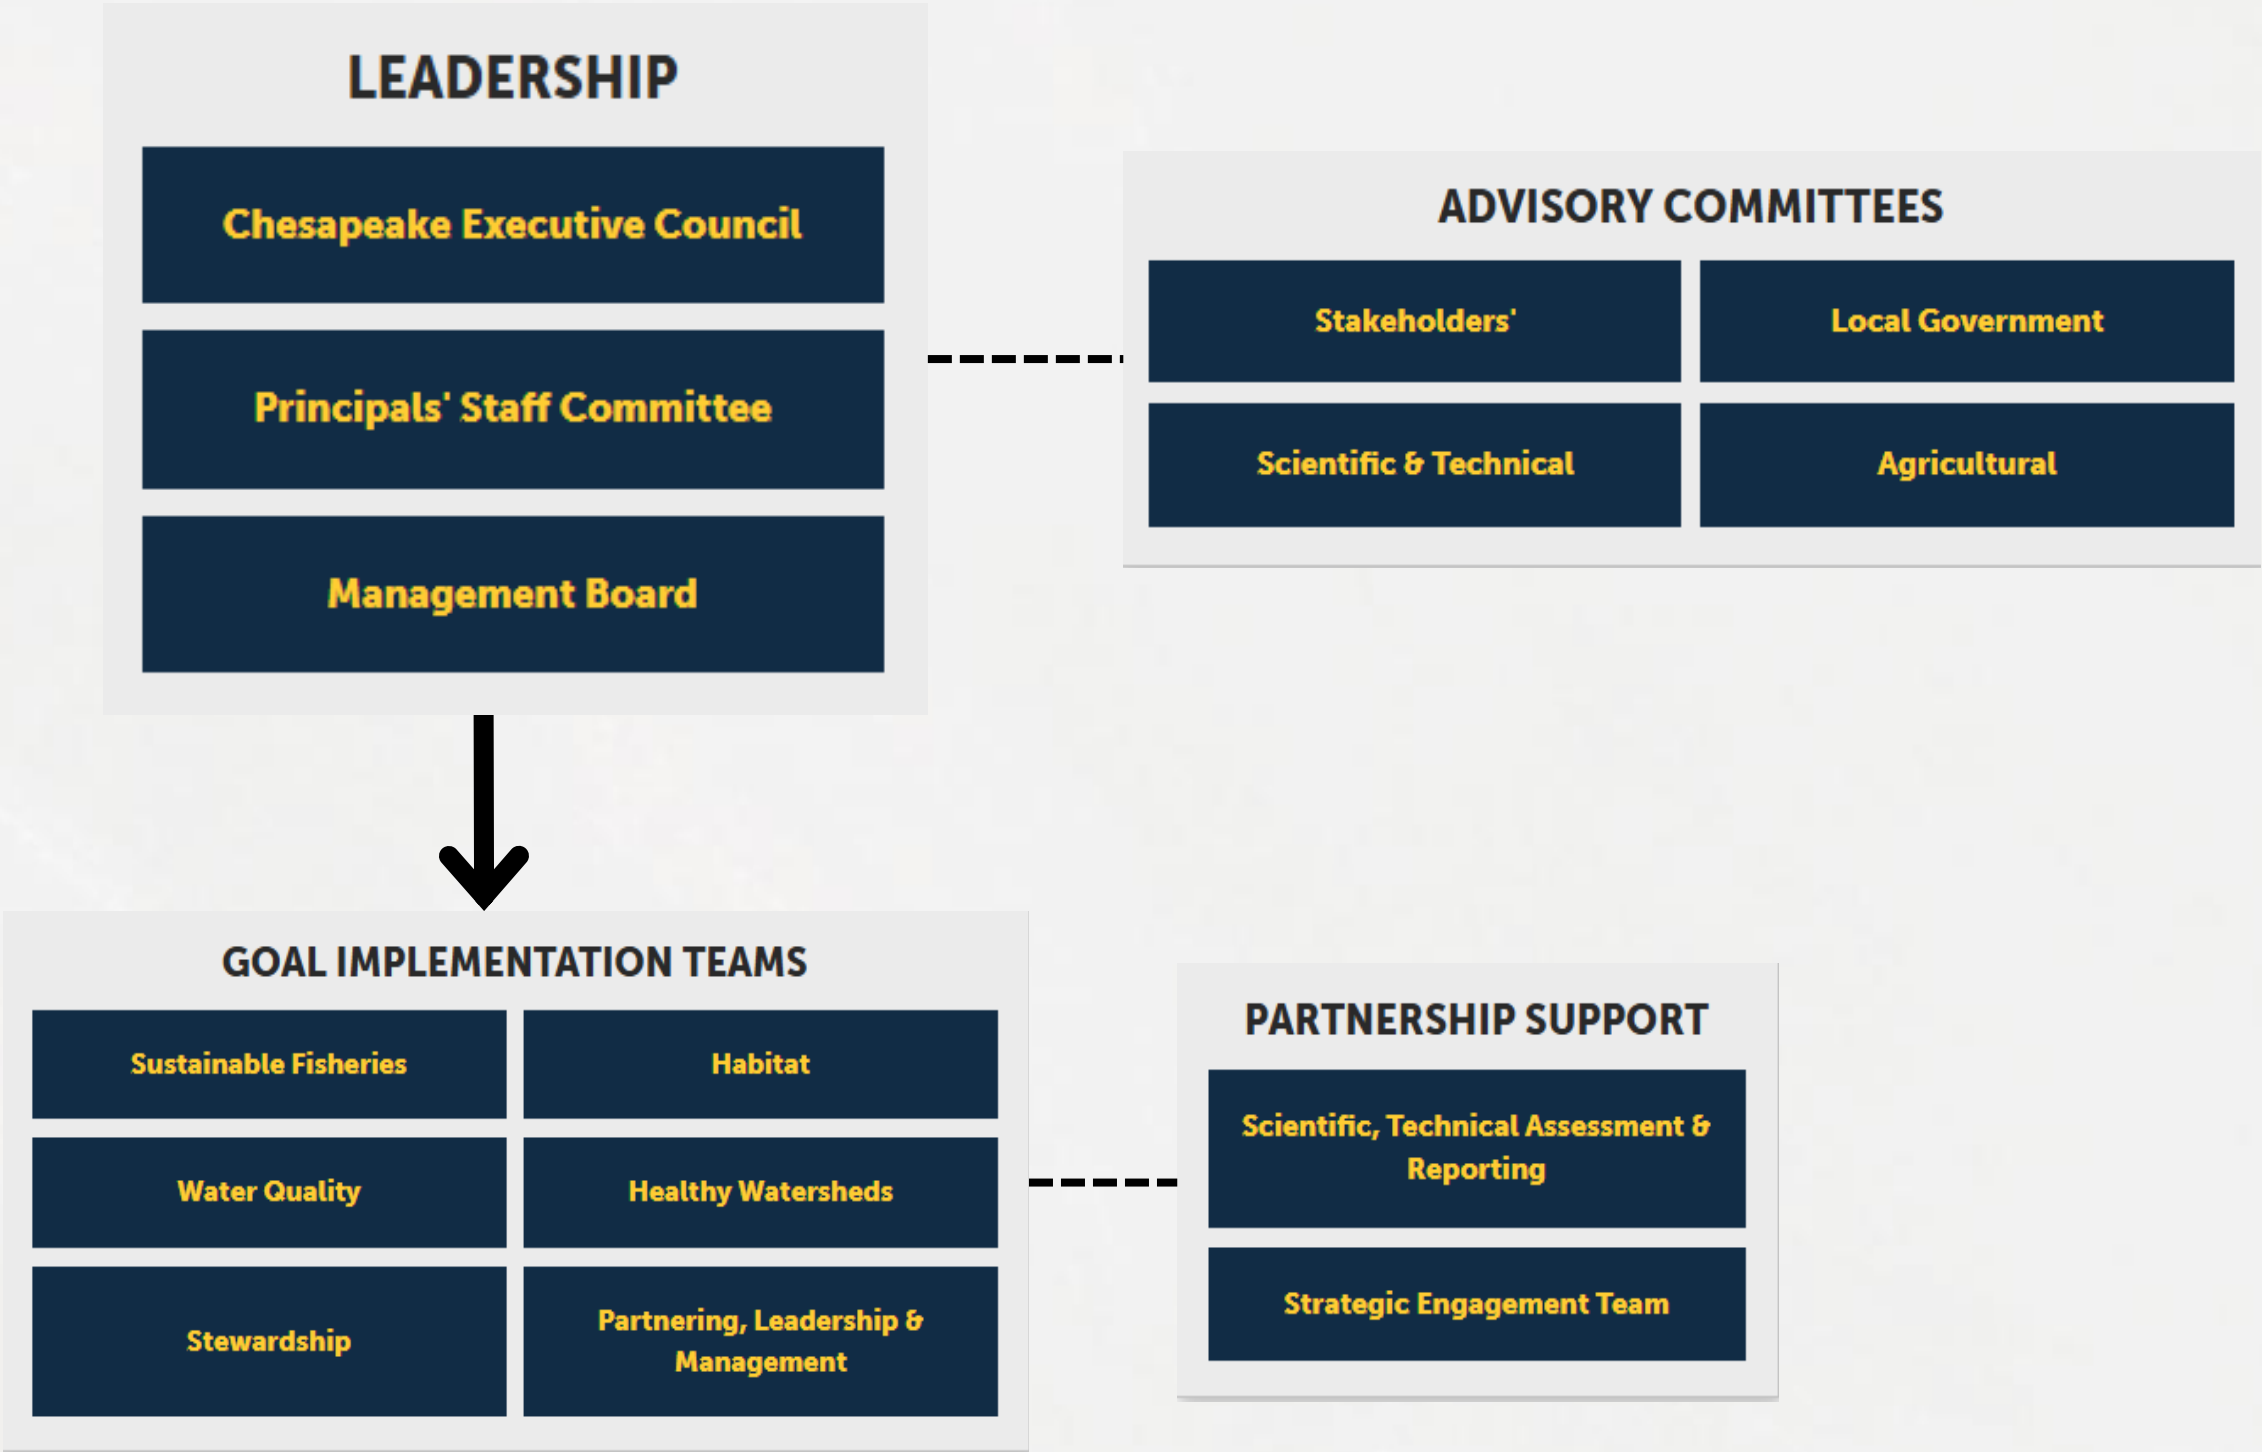 LEADERSHIP
Chesapeake Executive Council
Principals' Staff Committee
Management Board
ADVISORY COMMITTEES
Stakeholders'
Local Government
Scientific & Technical
Agricultural
GOAL IMPLEMENTATION TEAMS
Sustainable Fisheries
Habitat
Water Quality
Healthy Watersheds
Stewardship
Partnering, Leadership &
Management
PARTNERSHIP SUPPORT
Scientific, Technical Assessment &
Reporting
Strategic Engagement Team